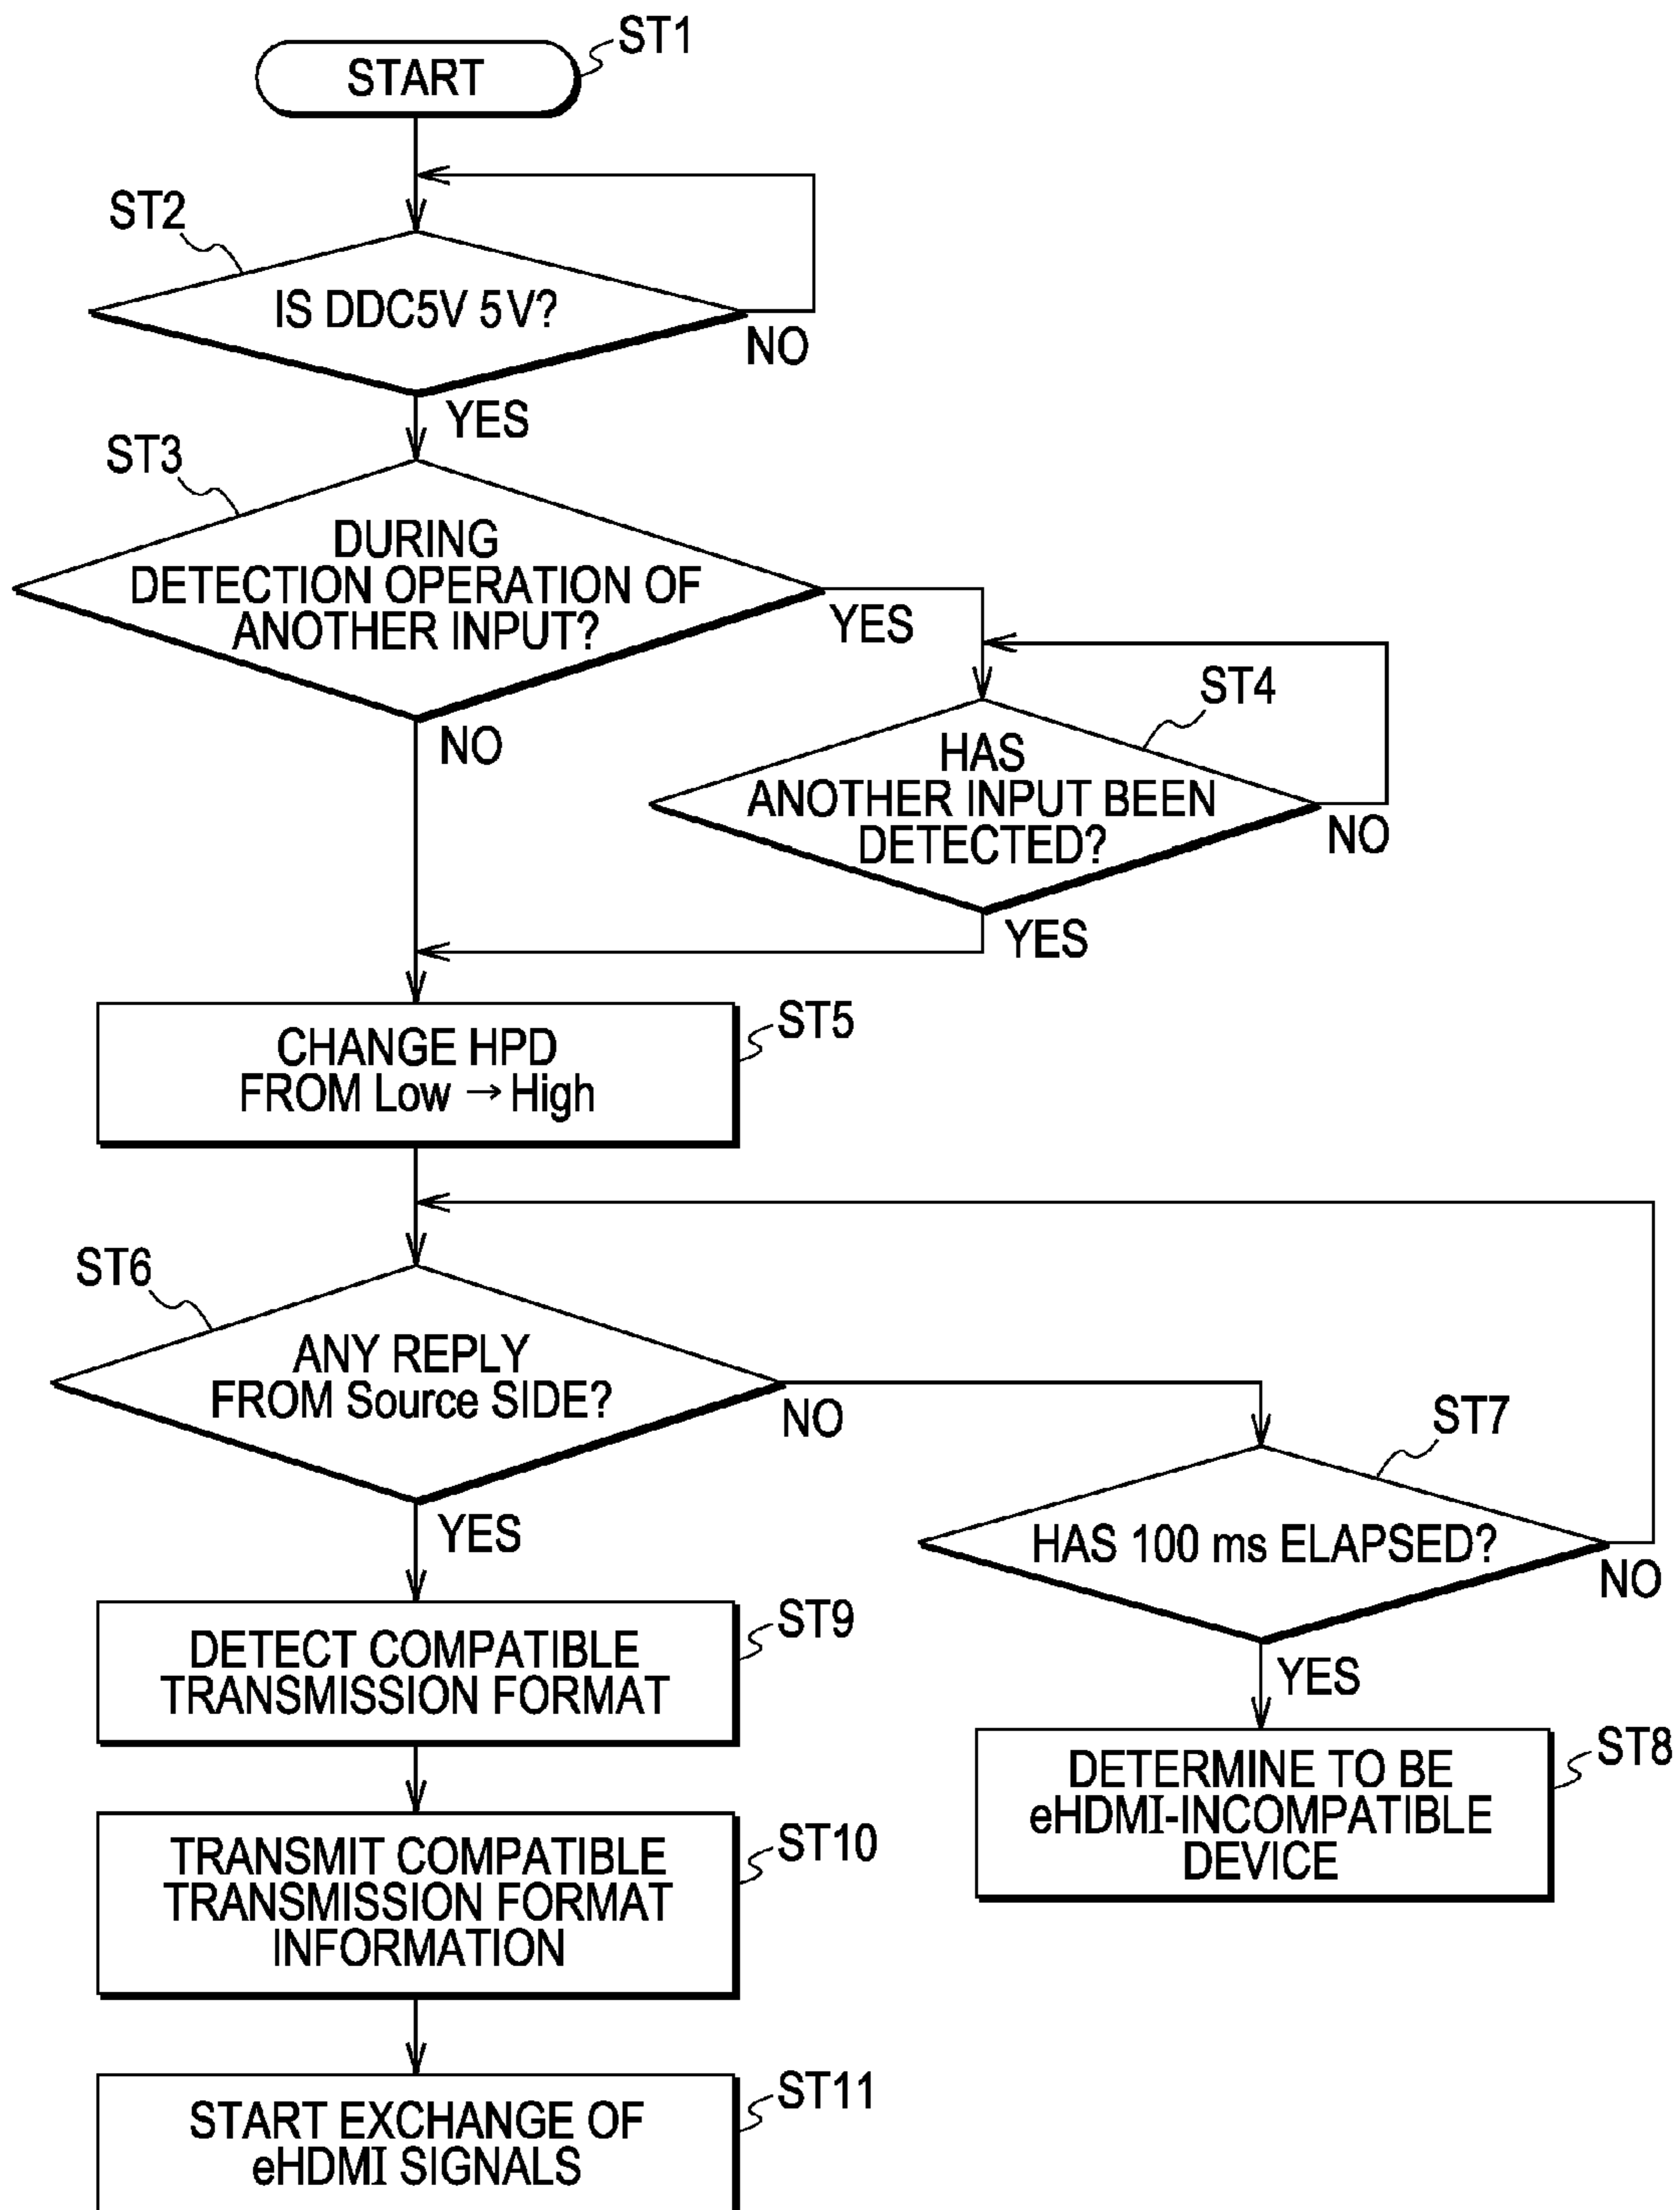 START
ST1
ST2
IS DDC5V 5V?
NO
YES
ST3
DURING
DETECTION OPERATION OF
ANOTHER INPUT?
YES
NO
ST4
HAS
ANOTHER INPUT BEEN
DETECTED?
NO
YES
CHANGE HPD
FROM Low → High
ST5
ST6
ANY REPLY
FROM Source SIDE?
NO
YES
ST7
HAS 100 ms ELAPSED?
NO
YES
DETERMINE TO BE
eHDMI-INCOMPATIBLE
DEVICE
ST8
DETECT COMPATIBLE
TRANSMISSION FORMAT
ST9
TRANSMIT COMPATIBLE
TRANSMISSION FORMAT
INFORMATION
ST10
START EXCHANGE OF
eHDMI SIGNALS
ST11